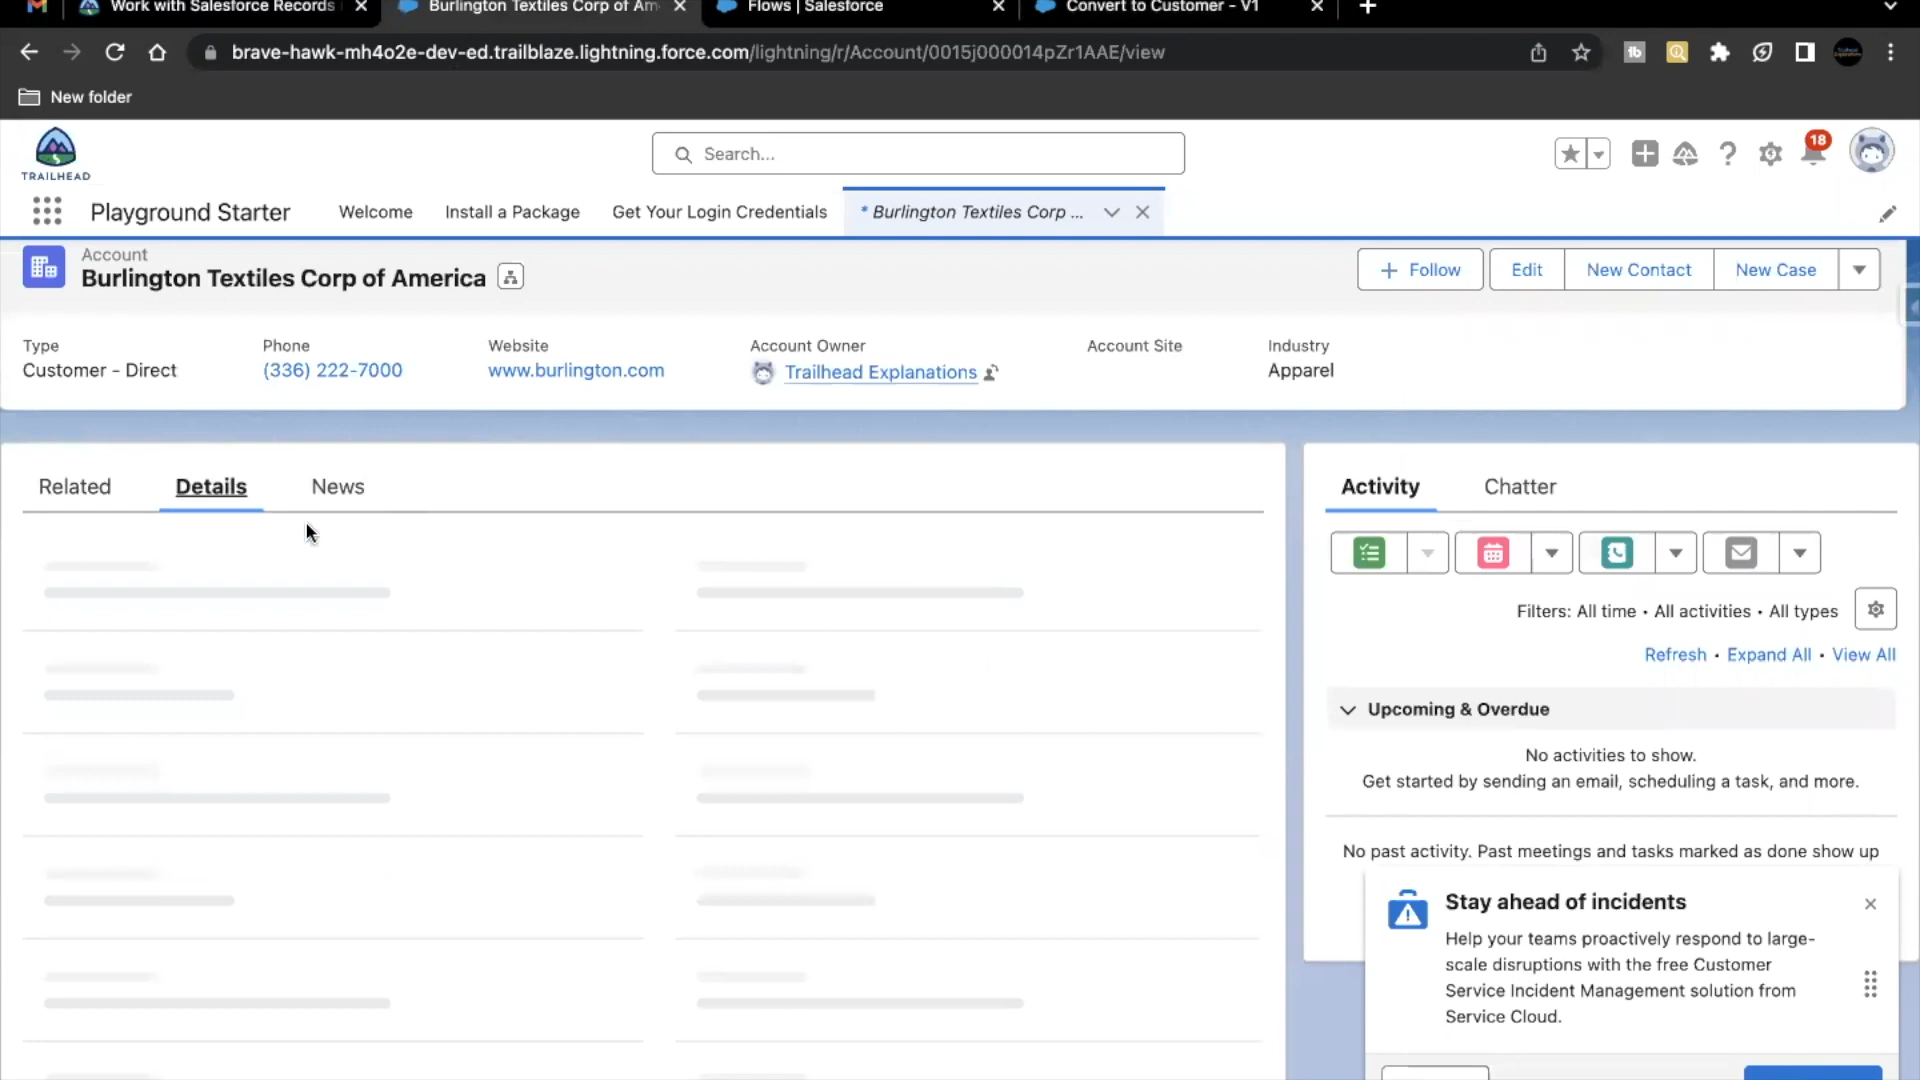 Work with Salesforce Records
Burlington Textiles Corp of Am
Flows | Salesforce
Convert to Customer - V1
brave-hawk-mh4o2e-dev-ed.trailblaze.lightning.force.com/lightning/r/Account/0015j000014pZr1AAE/view
New folder
TRAILHEAD
Search...
18
Playground Starter
Welcome
Install a Package
Get Your Login Credentials
* Burlington Textiles Corp ...
Account
Burlington Textiles Corp of America
Follow
Edit
New Contact
New Case
Type
Phone
Website
Account Owner
Account Site
Industry
Customer - Direct
(336) 222-7000
www.burlington.com
Trailhead Explanations
Apparel
Related
Details
News
Activity
Chatter
Filters: All time • All activities • All types
Refresh • Expand All • View All
Upcoming & Overdue
No activities to show.
Get started by sending an email, scheduling a task, and more.
No past activity. Past meetings and tasks marked as done show up
Stay ahead of incidents
Help your teams proactively respond to large-
scale disruptions with the free Customer
Service Incident Management solution from
Service Cloud.